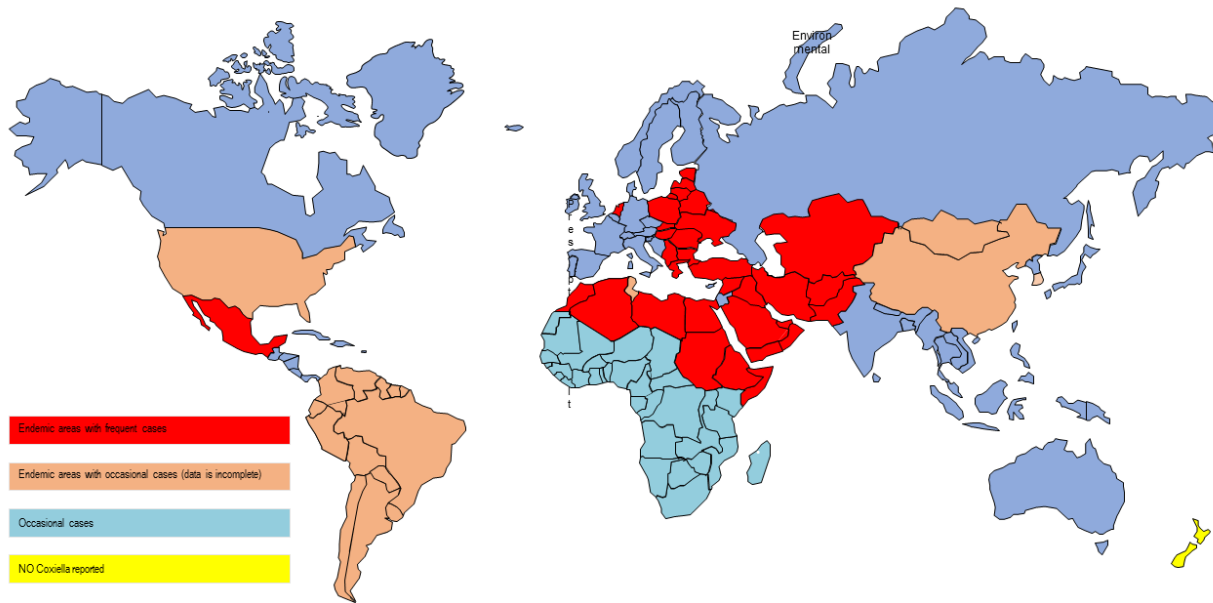 Environ
mental
P
r
e
s
e
n
t
Endemic areas with frequent cases
Endemic areas with occasional cases (data is incomplete)
Occasional cases
NO Coxiella reported